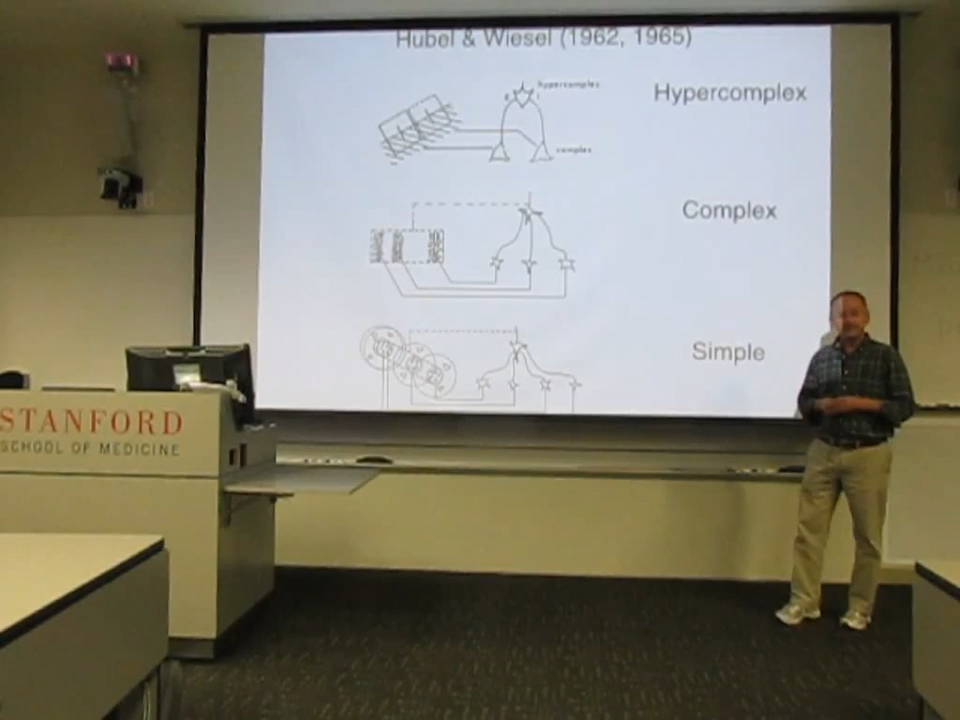 Hubel & Wiesel (1962, 1965)
hypercomplex
Hypercomplex
complex
Complex
Simple
STANFORD
SCHOOL OF MEDICINE